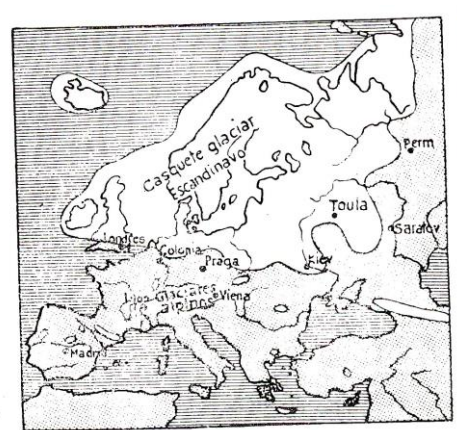 Casquete glaciar
Escandinavo
Perm
Toula
Saratov
Londres
Colonia
Kiev
Praga
Glaciares
alpinos
Viena
Madrid